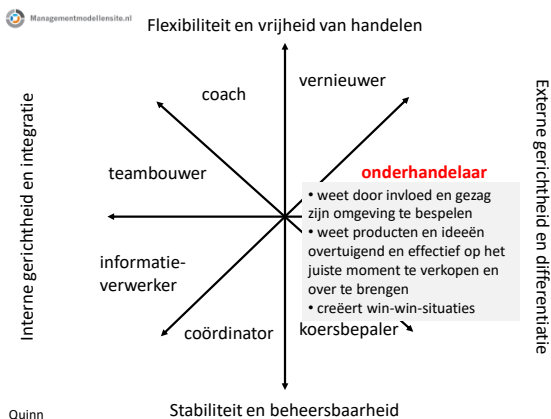 Managementmodellensite.nl
Flexibiliteit en vrijheid van handelen
coach
vernieuwer
Interne gerichtheid en integratie
Externe gerichtheid en differentiatie
teambouwer
onderhandelaar
• weet door invloed en gezag
zijn omgeving te bespelen
• weet producten en ideeën
overtuigend en effectief op het
juiste moment te verkopen en
over te brengen
• creëert win-win-situaties
informatie-
verwerker
coördinator
koersbepaler
Stabiliteit en beheersbaarheid
Quinn